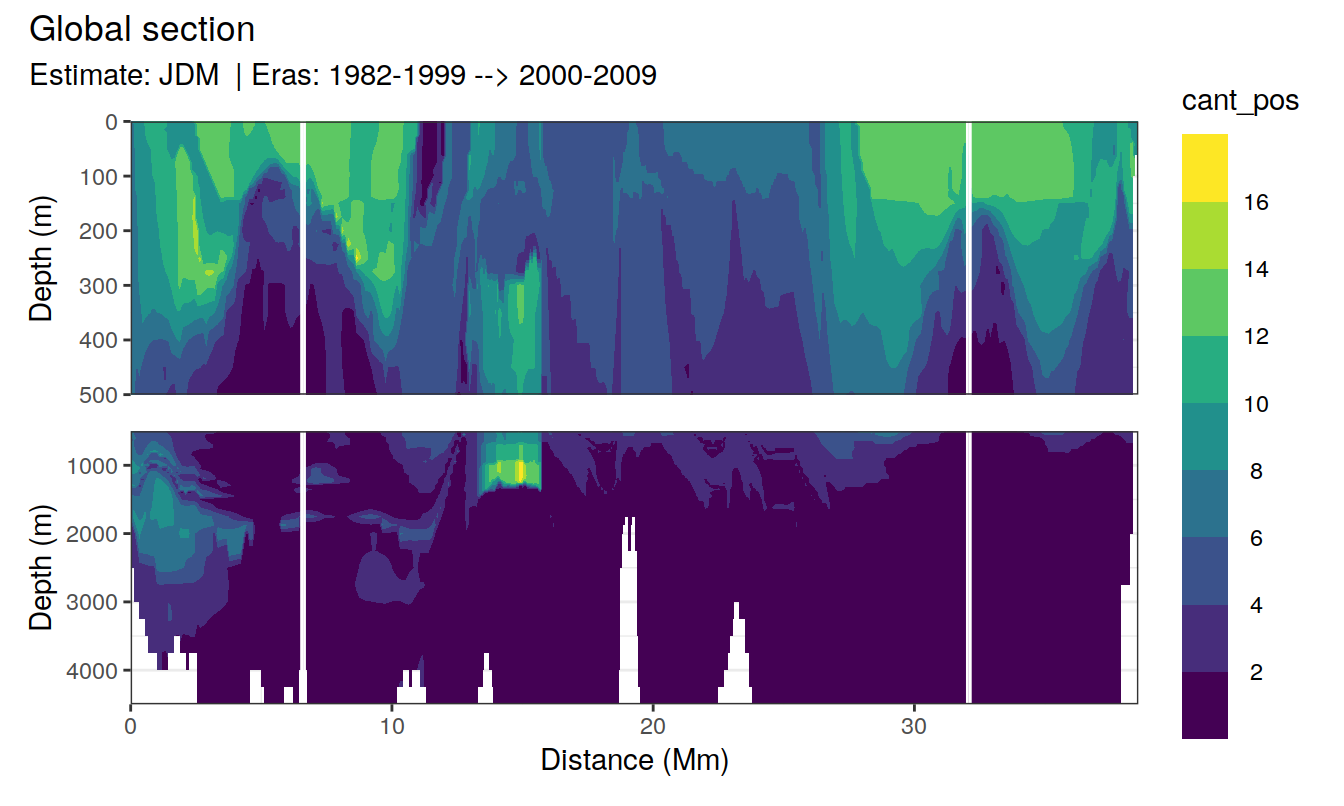 Global section
Estimate: JDM | Eras: 1982-1999 --> 2000-2009
cant_pos
16
14
12
10
8
6
4
2
Depth (m)
0
100
200
300
400
500
Depth (m)
1000
2000
3000
4000
0 10 20 30
Distance (Mm)